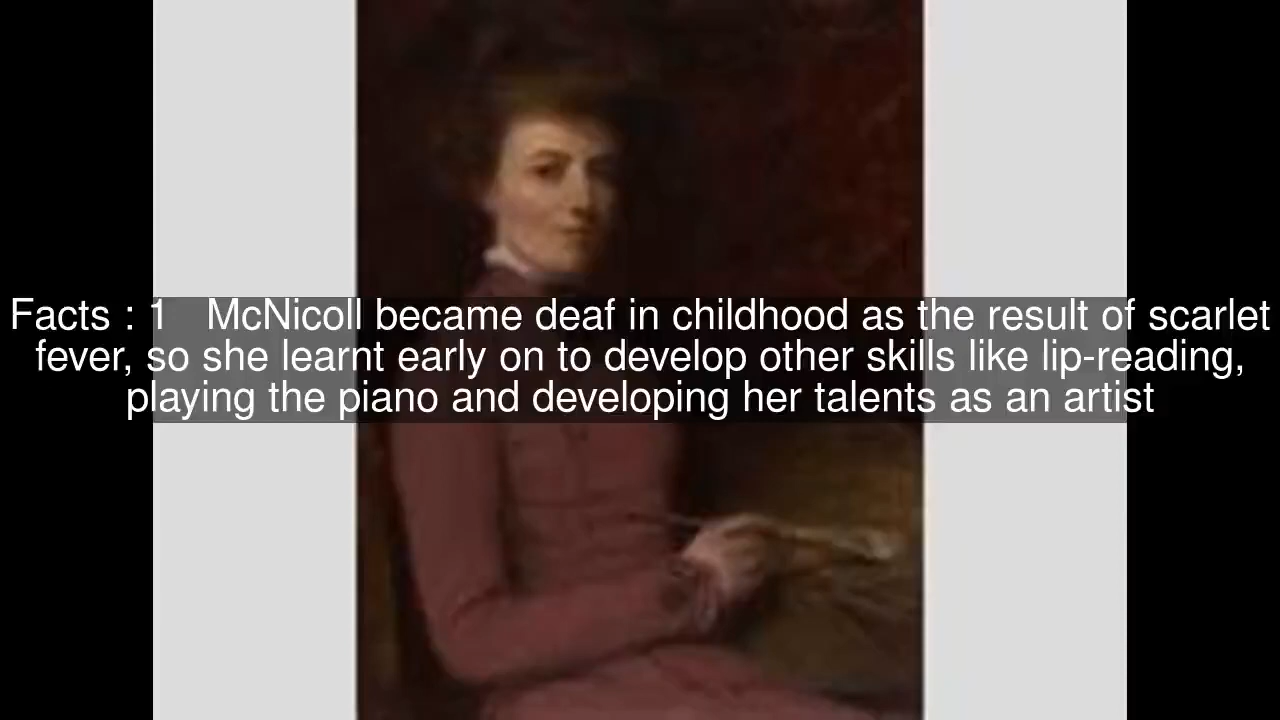 Facts : 1 McNicoll became deaf in childhood as the result of scarlet
fever, so she learnt early on to develop other skills like lip-reading,
playing the piano and developing her talents as an artist